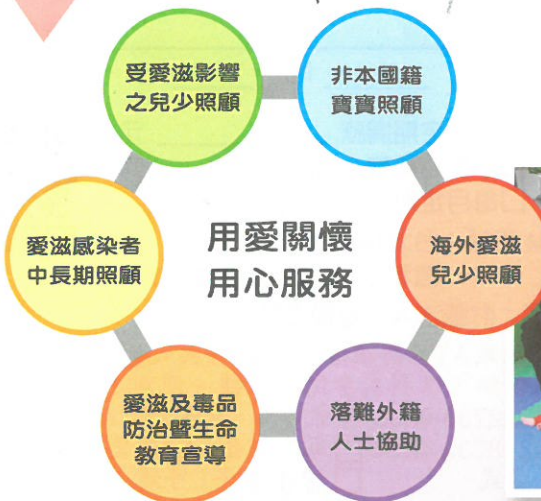 受愛滋影響
之兒少照顧
非本國籍
寶寶照顧
愛滋感染者
中長期照顧
用愛關懷
用心服務
海外愛滋
兒少照顧
愛滋及毒品
防治暨生命
教育宣導
落難外籍
人士協助